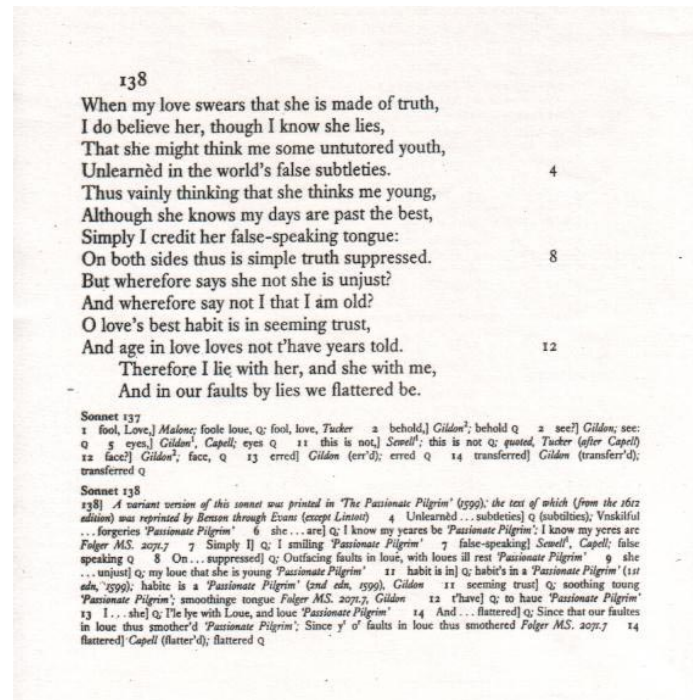 138
When my love swears that she is made of truth,
I do believe her, though I know she lies,
That she might think me some untutored youth,
Unlearnèd in the world's false subtleties. 4
Thus vainly thinking that she thinks me young,
Although she knows my days are past the best,
Simply I credit her false-speaking tongue:
On both sides thus is simple truth suppressed. 8
But wherefore says she not she is unjust?
And wherefore say not I that I am old?
O love's best habit is in seeming trust,
And age in love loves not t'have years told. 12
Therefore I lie with her, and she with me,
And in our faults by lies we flattered be.
Sonnet 137
1 fool, Love,] Malone; foole loue, Q; fool, love, Tucker 2 behold,] Gildon²; behold Q 2 see?] Gildon; see:
Q 5 eyes,] Gildon¹, Capell; eyes Q 11 this is not,] Sewell¹; this is not Q; quoted, Tucker (after Capell)
12 face?] Gildon²; face, Q 13 erred] Gildon (err'd); erred Q 14 transferred] Gildon (transferr'd);
transferred Q
Sonnet 138
138] A variant version of this sonnet was printed in 'The Passionate Pilgrim' (1599); the text of which (from the 1612
edition) was reprinted by Benson through Evans (except Lintott) 4 Unlearnèd ... subtleties] Q (subtilties); Vnskilful
... forgeries 'Passionate Pilgrim' 6 she ... are] Q; I know my yeares be 'Passionate Pilgrim'; I know my yeres are
Folger MS. 2071.7 7 Simply I] Q; I smiling 'Passionate Pilgrim' 7 false-speaking] Sewell¹, Capell; false
speaking Q 8 On ... suppressed] Q; Outfacing faults in loue, with loues ill rest 'Passionate Pilgrim' 9 she
... unjust] Q; my loue that she is young 'Passionate Pilgrim' 11 habit is in] Q; habit's in a 'Passionate Pilgrim' (1st
edn, 1599); habite is a 'Passionate Pilgrim' (2nd edn, 1599), Gildon 11 seeming trust] Q; soothing toung
'Passionate Pilgrim'; smoothinge tongue Folger MS. 2071.7, Gildon 12 t'have] Q; to haue 'Passionate Pilgrim'
13 I ... she] Q; I'le lye with Loue, and loue 'Passionate Pilgrim' 14 And ... flattered] Q; Since that our faultes
in loue thus smother'd 'Passionate Pilgrim'; Since yᵗ oʳ faults in loue thus smothered Folger MS. 2071.7 14
flattered] Capell (flatter'd); flattered Q